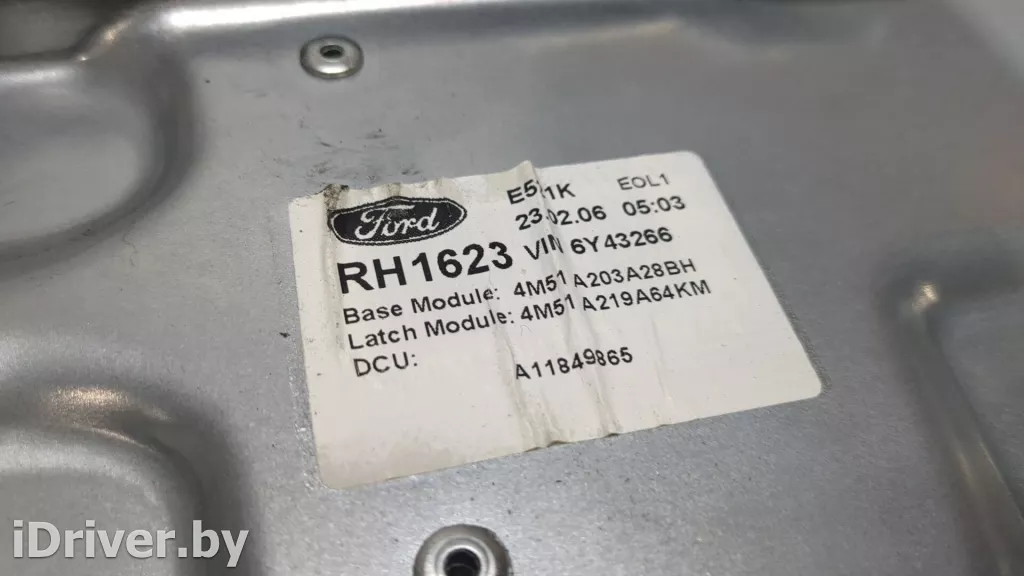 Ford
E5 1K EOL1
23.02.06 05:03
RH1623 VIN 6Y43266
Base Module: 4M51 A203A28BH
Latch Module: 4M51 A219A64KM
DCU: A11849865
iDriver.by